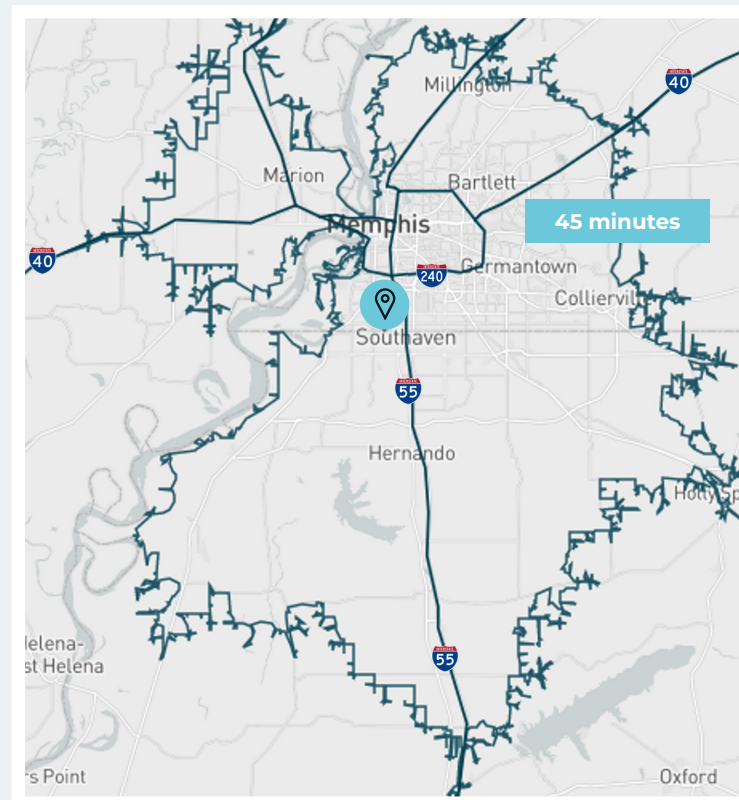 Millington
40
Marion
Bartlett
Memphis
45 minutes
40
240
Germantown
Collierville
Southaven
55
Hernando
Holly Sp
55
Helena-
st Helena
rs Point
Oxford